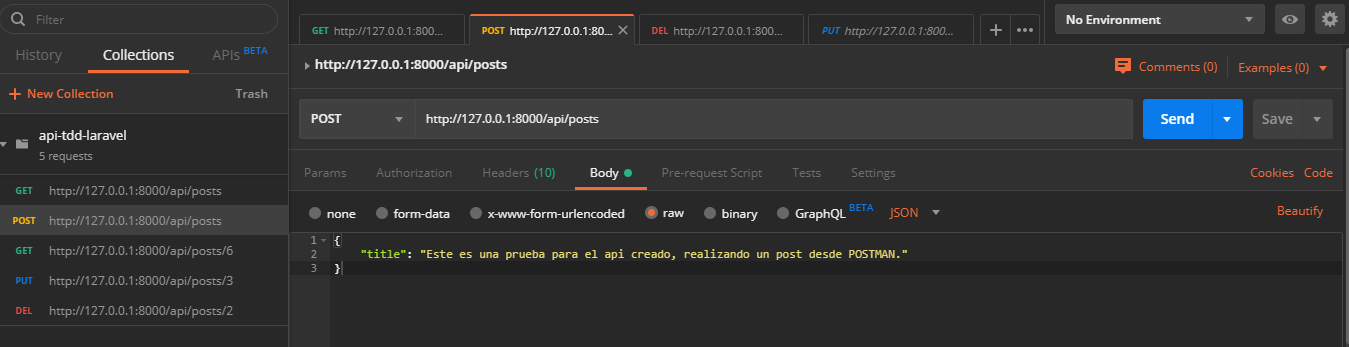 Filter
History Collections APIs BETA
+ New Collection Trash
api-tdd-laravel
5 requests
GET http://127.0.0.1:8000/api/posts
POST http://127.0.0.1:8000/api/posts
GET http://127.0.0.1:8000/api/posts/6
PUT http://127.0.0.1:8000/api/posts/3
DEL http://127.0.0.1:8000/api/posts/2
GET http://127.0.0.1:800... POST http://127.0.0.1:80... DEL http://127.0.0.1:800... PUT http://127.0.0.1:800... No Environment
http://127.0.0.1:8000/api/posts Comments (0) Examples (0)
POST http://127.0.0.1:8000/api/posts Send Save
Params Authorization Headers (10) Body Pre-request Script Tests Settings Cookies Code
none form-data x-www-form-urlencoded raw binary GraphQL BETA JSON Beautify
1 {
2 "title": "Este es una prueba para el api creado, realizando un post desde POSTMAN."
3 }